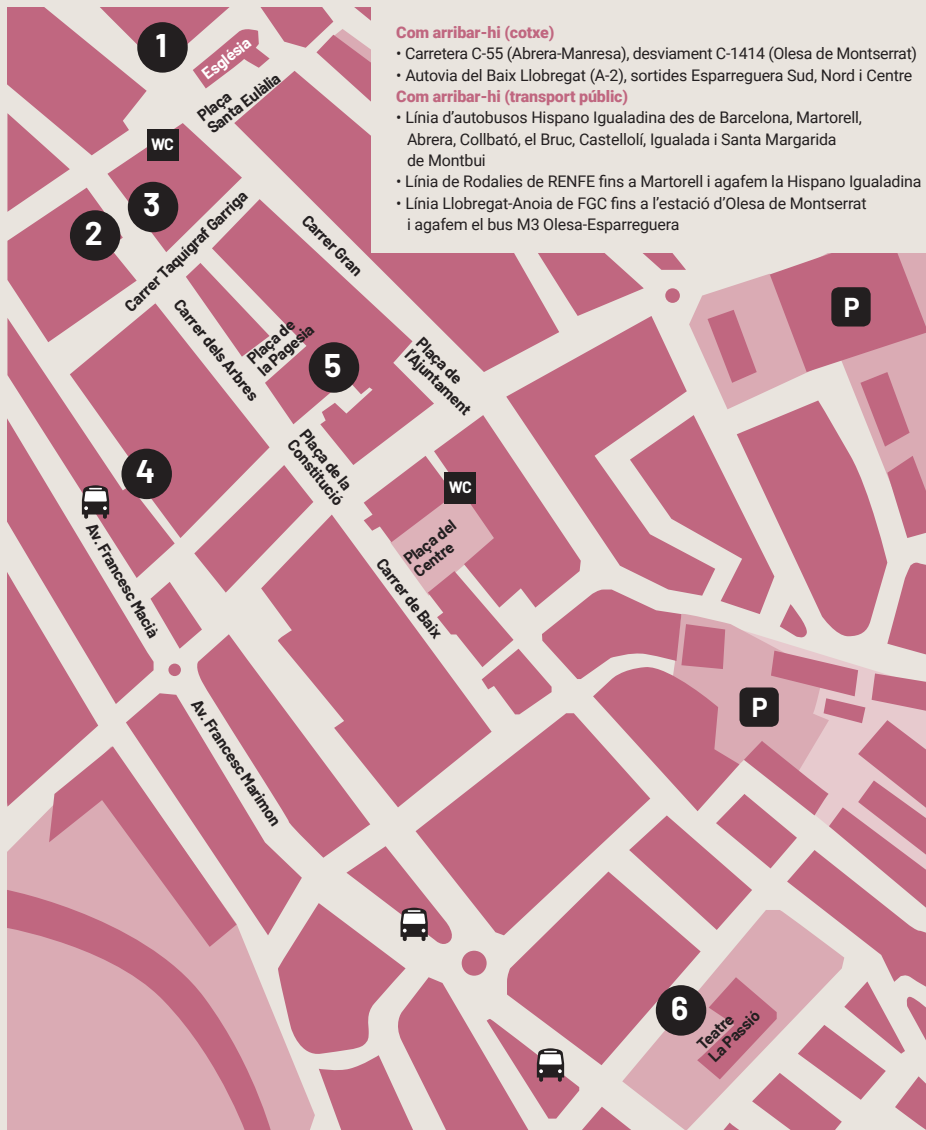 Com arribar-hi (cotxe)
• Carretera C-55 (Abrera-Manresa), desviament C-1414 (Olesa de Montserrat)
• Autovia del Baix Llobregat (A-2), sortides Esparreguera Sud, Nord i Centre
Com arribar-hi (transport públic)
• Línia d'autobusos Hispano Igualadina des de Barcelona, Martorell,
Abrera, Collbató, el Bruc, Castellolí, Igualada i Santa Margarida
de Montbui
• Línia de Rodalies de RENFE fins a Martorell i agafem la Hispano Igualadina
• Línia Llobregat-Anoia de FGC fins a l'estació d'Olesa de Montserrat
i agafem el bus M3 Olesa-Esparreguera
1
Església
Plaça
Santa Eulàlia
WC
3
2
Carrer Taquigraf Garriga
Carrer Gran
P
Carrer dels Arbres
Plaça de
la Pagesia
5
Plaça de
l'Ajuntament
4
Plaça de la
Constitució
WC
Av. Francesc Macià
Plaça del
Centre
Carrer de Baix
P
Av. Francesc Marimon
6
Teatre
La Passió